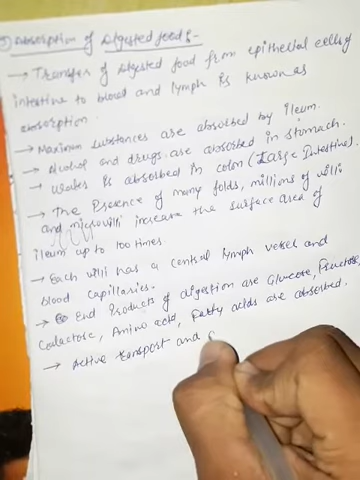 Absorption of Digested food :-
→ Transfer of digested food from epithelial cells of
intestine to blood and lymph is known as
absorption.
→ Maximum substances are absorbed by ileum.
→ Alcohol and drugs are absorbed in stomach.
→ Water is absorbed in colon (Large Intestine).
→ The Presence of many folds, millions of villi
and microvilli increase the surface area of
ileum up to 100 times.
→ Each villi has a central lymph vessel and
blood capillaries.
→ End Products of digestion are Glucose, Fructose,
Galactose, Amino acid, Fatty acids are absorbed.
→ Active transport and